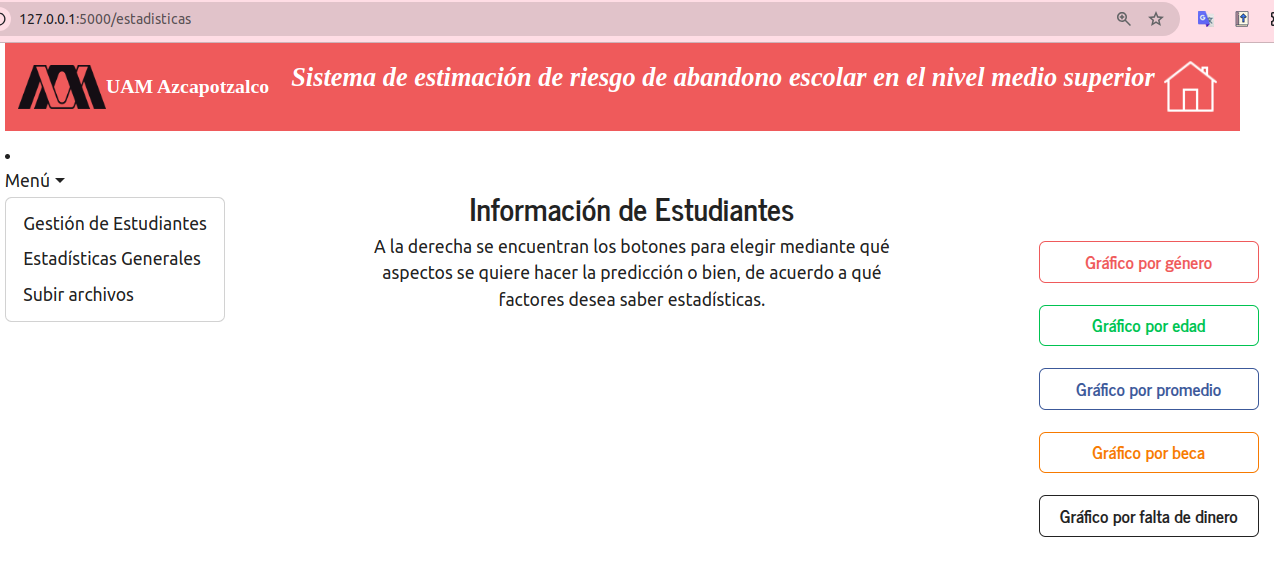 127.0.0.1:5000/estadisticas
UAM Azcapotzalco
Sistema de estimación de riesgo de abandono escolar en el nivel medio superior
Menú
Gestión de Estudiantes
Estadísticas Generales
Subir archivos
Información de Estudiantes
A la derecha se encuentran los botones para elegir mediante qué
aspectos se quiere hacer la predicción o bien, de acuerdo a qué
factores desea saber estadísticas.
Gráfico por género
Gráfico por edad
Gráfico por promedio
Gráfico por beca
Gráfico por falta de dinero